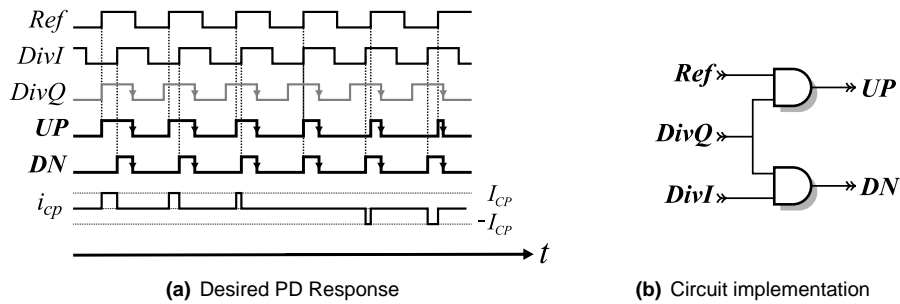 Ref
DivI
DivQ
UP
DN
i_cp
I_CP
-I_CP
t
(a) Desired PD Response
Ref
DivQ
DivI
UP
DN
(b) Circuit implementation